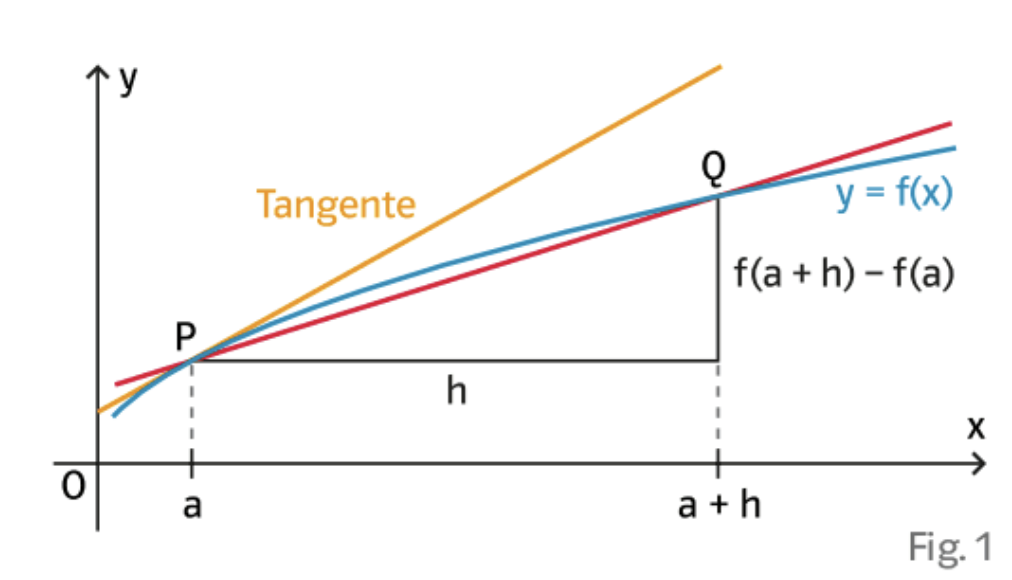 y
Q
Tangente
y = f(x)
f(a + h) – f(a)
P
h
x
O
a
a + h
Fig. 1